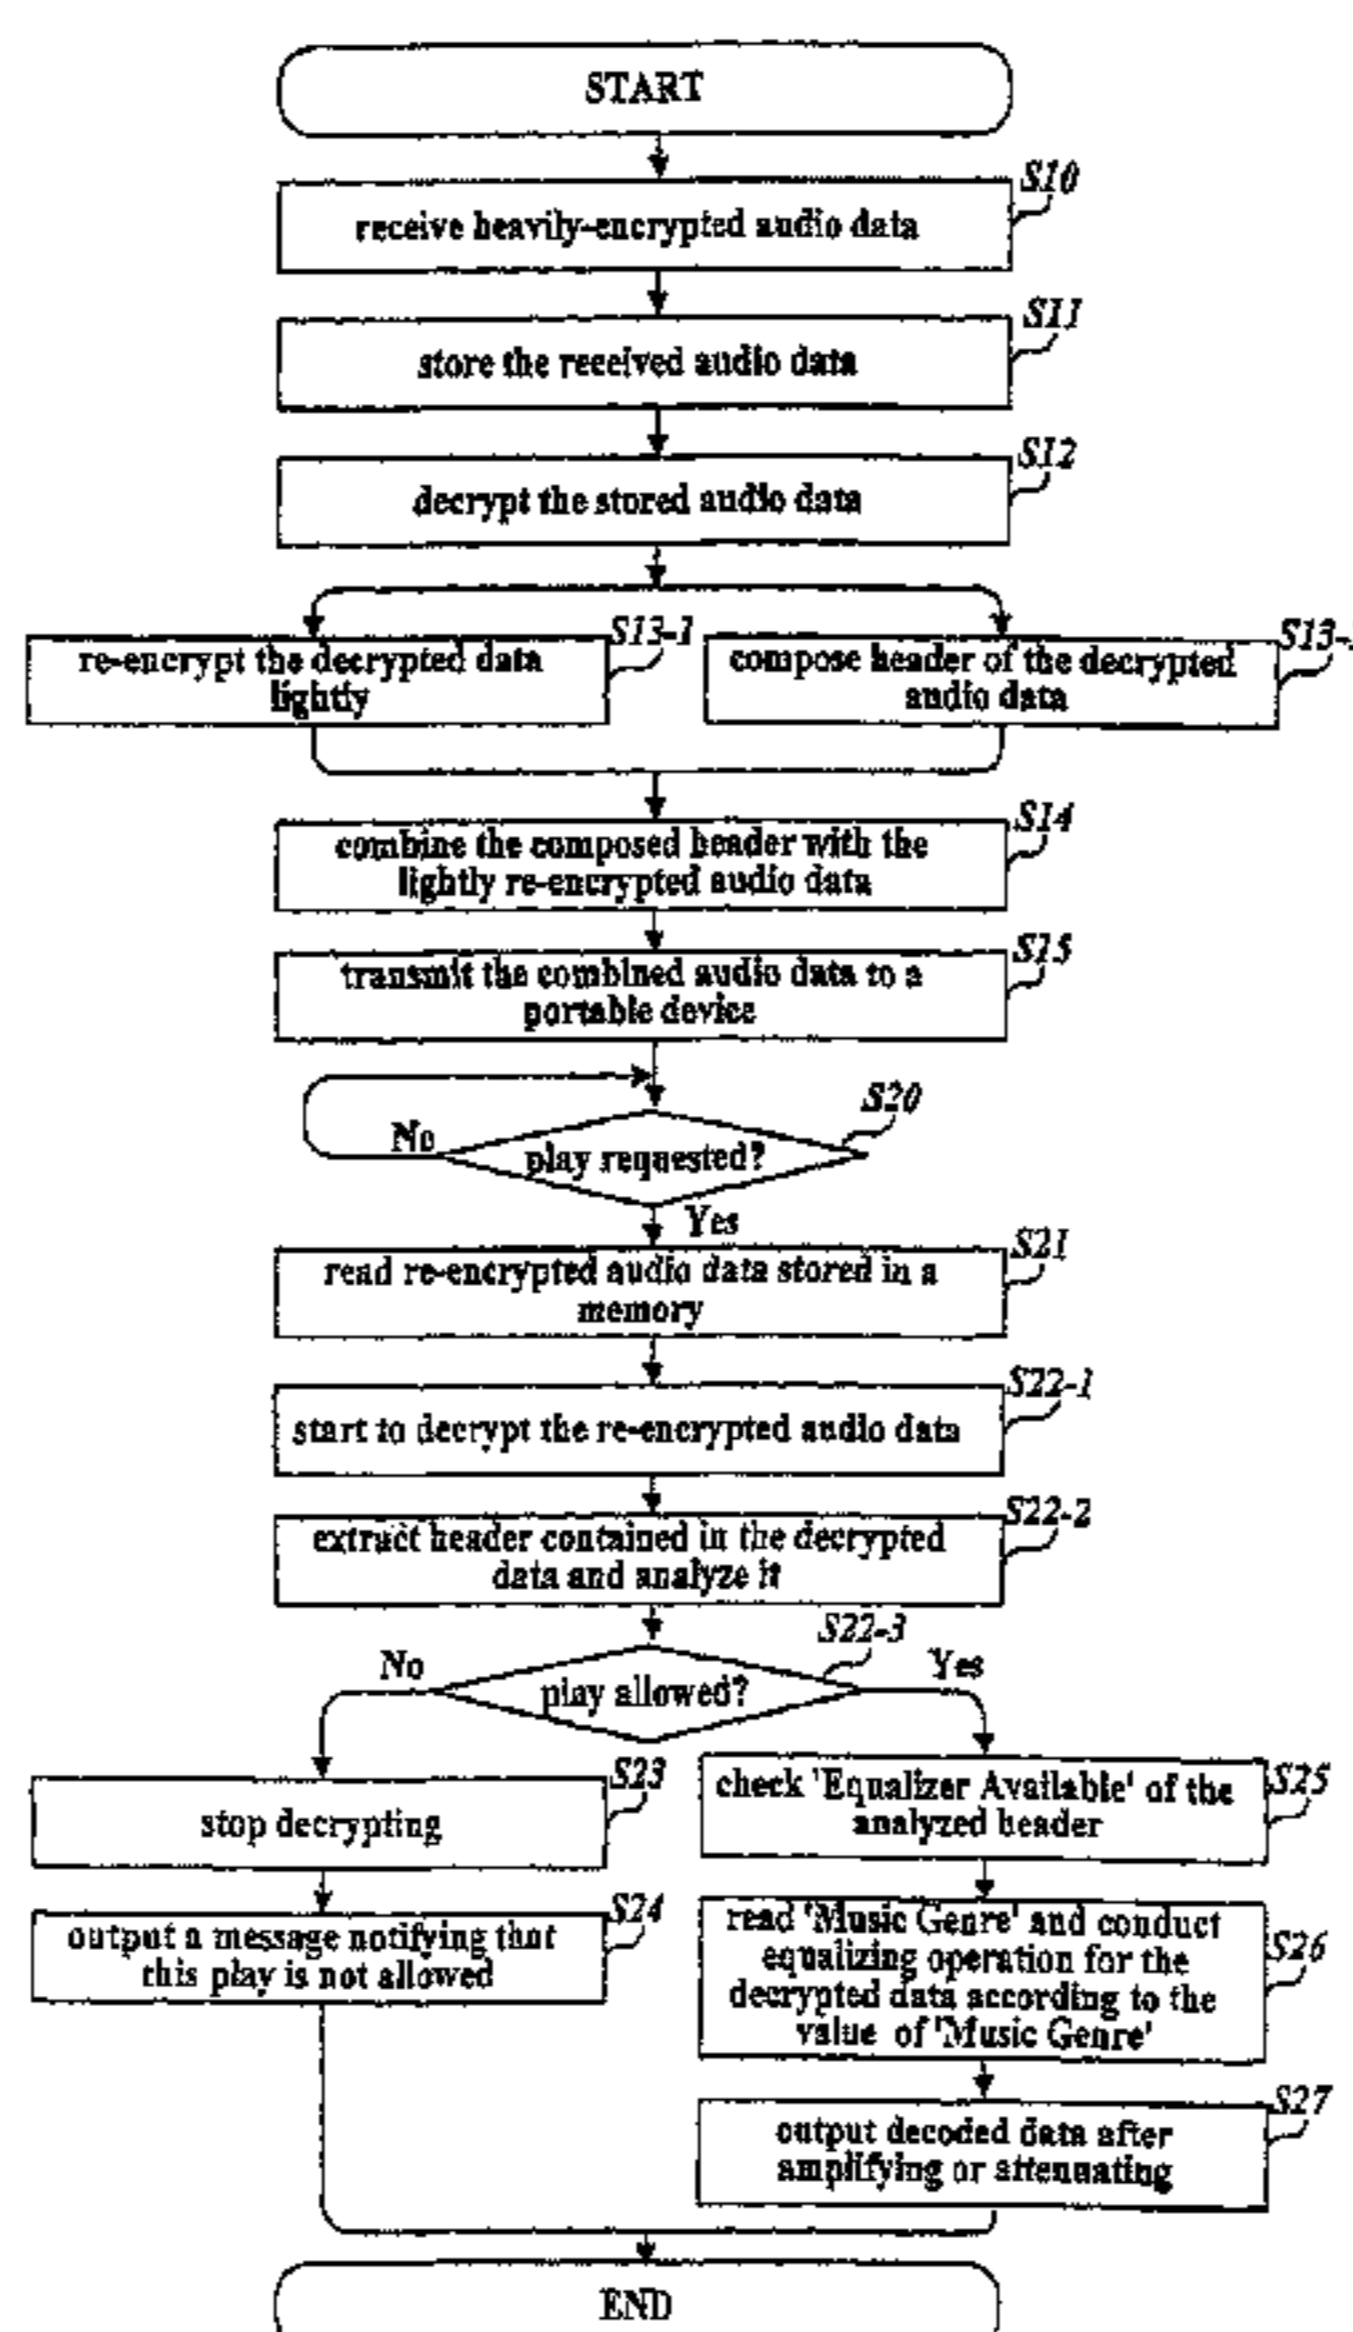 START
S10
receive heavily-encrypted audio data
S11
store the received audio data
S12
decrypt the stored audio data
S13-1
re-encrypt the decrypted data
lightly
S13-
compose header of the decrypted
audio data
S14
combine the composed header with the
lightly re-encrypted audio data
S15
transmit the combined audio data to a
portable device
S20
No
play requested?
Yes
S21
read re-encrypted audio data stored in a
memory
S22-1
start to decrypt the re-encrypted audio data
S22-2
extract header contained in the decrypted
data and analyze it
S22-3
No
Yes
play allowed?
S23
stop decrypting
S24
output a message notifying that
this play is not allowed
S25
check 'Equalizer Available' of the
analyzed header
S26
read 'Music Genre' and conduct
equalizing operation for the
decrypted data according to the
value of 'Music Genre'
S27
output decoded data after
amplifying or attenuating
END